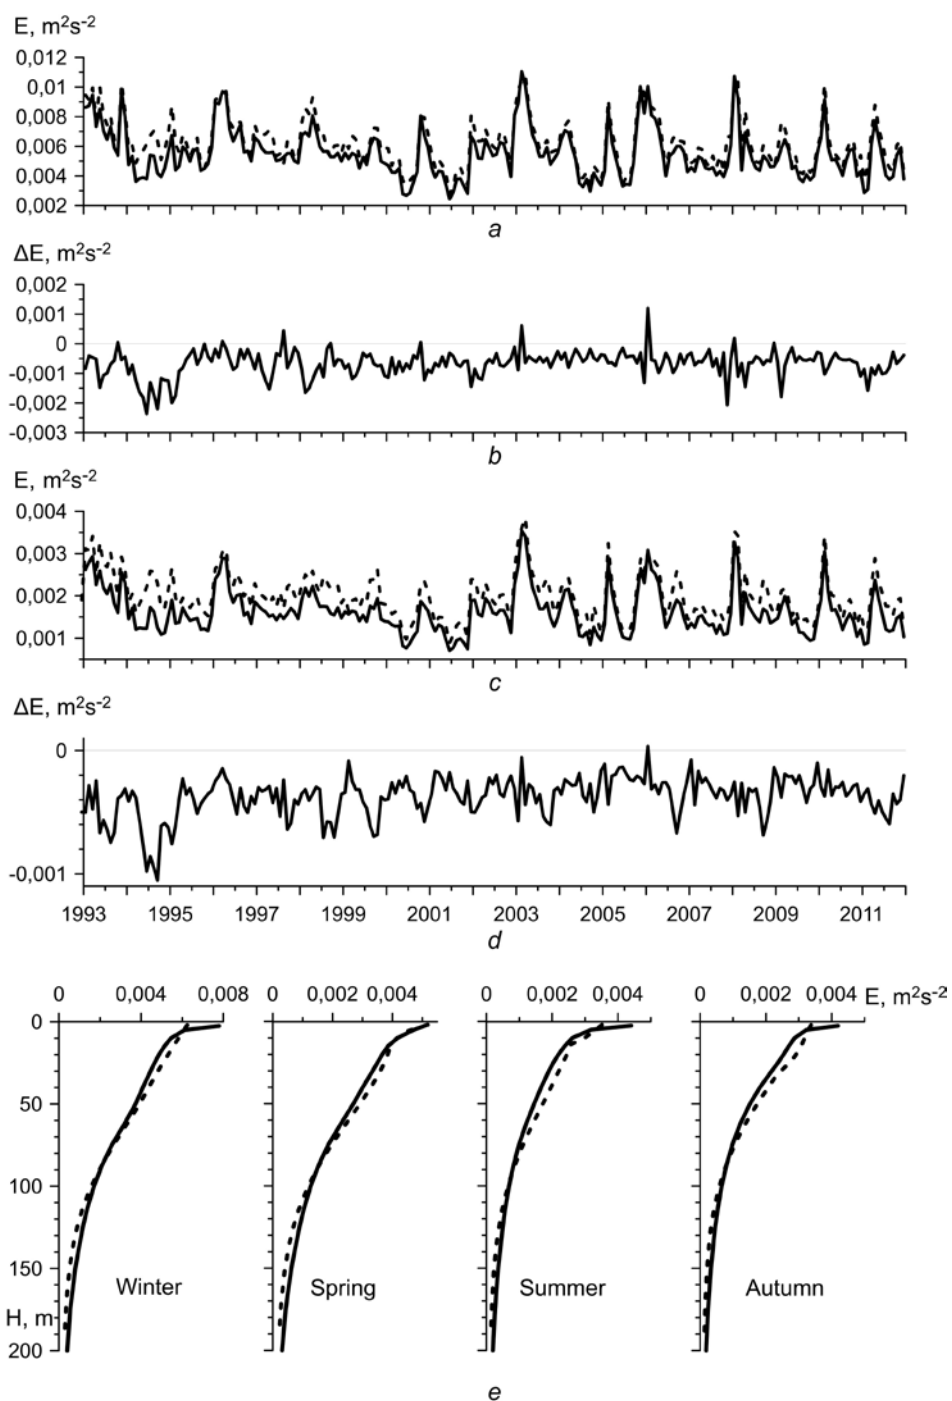 E, m²s⁻²
0,012
0,01
0,008
0,006
0,004
0,002
a
ΔE, m²s⁻²
0,002
0,001
0
-0,001
-0,002
-0,003
b
E, m²s⁻²
0,004
0,003
0,002
0,001
c
ΔE, m²s⁻²
0
-0,001
1993 1995 1997 1999 2001 2003 2005 2007 2009 2011
d
0 0,004 0,008 0 0,002 0,004 0 0,002 0,004 0 0,002 0,004 E, m²s⁻²
0
50
100
150
Winter Spring Summer Autumn
H, m
200
e